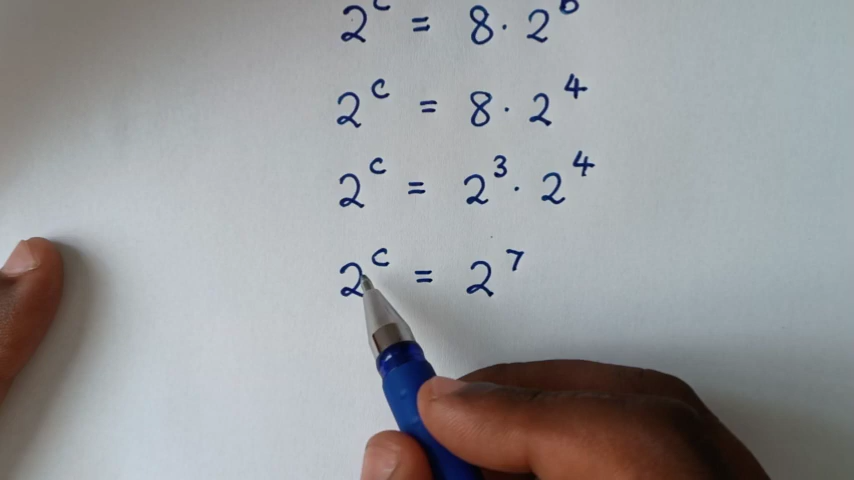 2^c = 8 · 2^b
2^c = 8 · 2^4
2^c = 2^3 · 2^4
2^c = 2^7